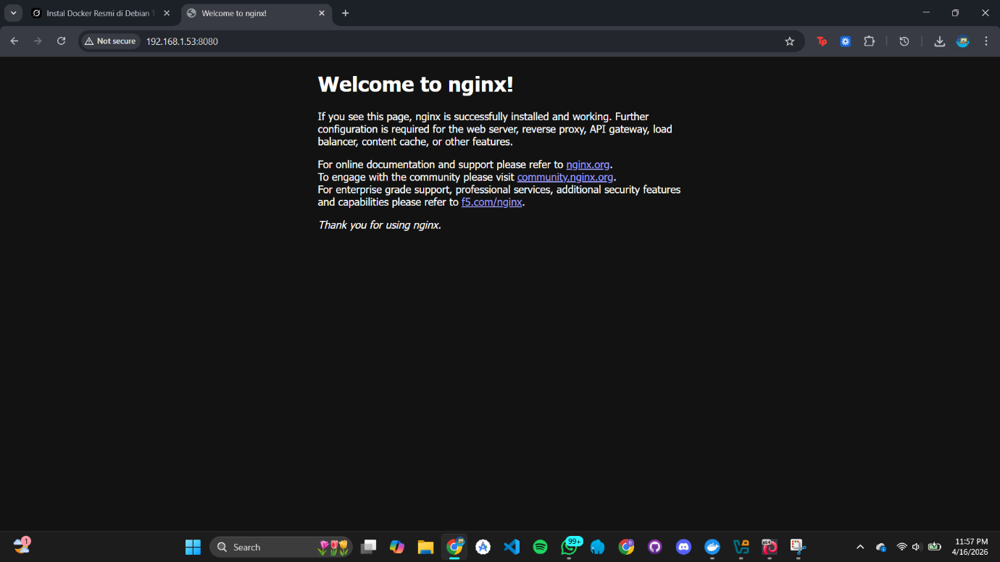 Instal Docker Resmi di Debian T
Welcome to nginx!
Not secure
192.168.1.53:8080
Welcome to nginx!
If you see this page, nginx is successfully installed and working. Further
configuration is required for the web server, reverse proxy, API gateway, load
balancer, content cache, or other features.
For online documentation and support please refer to nginx.org.
To engage with the community please visit community.nginx.org.
For enterprise grade support, professional services, additional security features
and capabilities please refer to f5.com/nginx.
Thank you for using nginx.
1
Search
99+
11:57 PM
4/16/2026